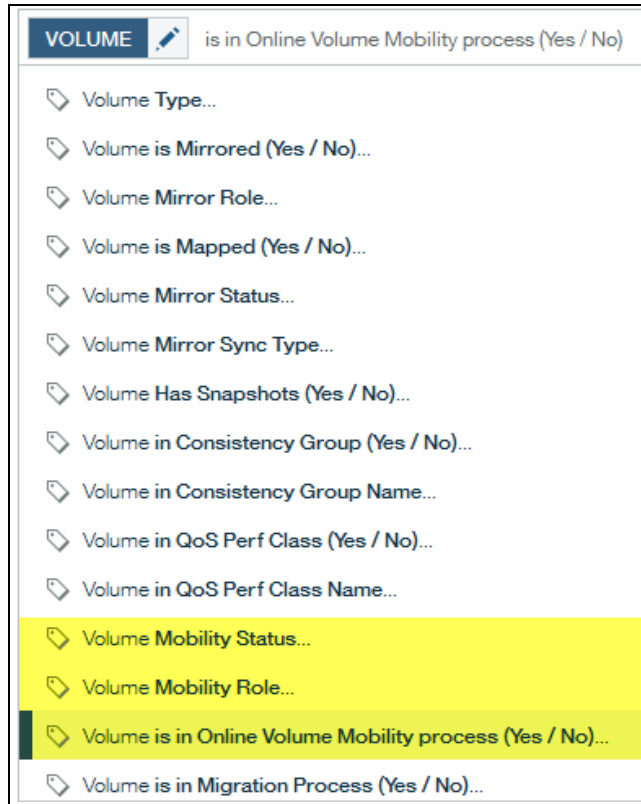 VOLUME is in Online Volume Mobility process (Yes / No)
Volume Type...
Volume is Mirrored (Yes / No)...
Volume Mirror Role...
Volume is Mapped (Yes / No)...
Volume Mirror Status...
Volume Mirror Sync Type...
Volume Has Snapshots (Yes / No)...
Volume in Consistency Group (Yes / No)...
Volume in Consistency Group Name...
Volume in QoS Perf Class (Yes / No)...
Volume in QoS Perf Class Name...
Volume Mobility Status...
Volume Mobility Role...
Volume is in Online Volume Mobility process (Yes / No)...
Volume is in Migration Process (Yes / No)...